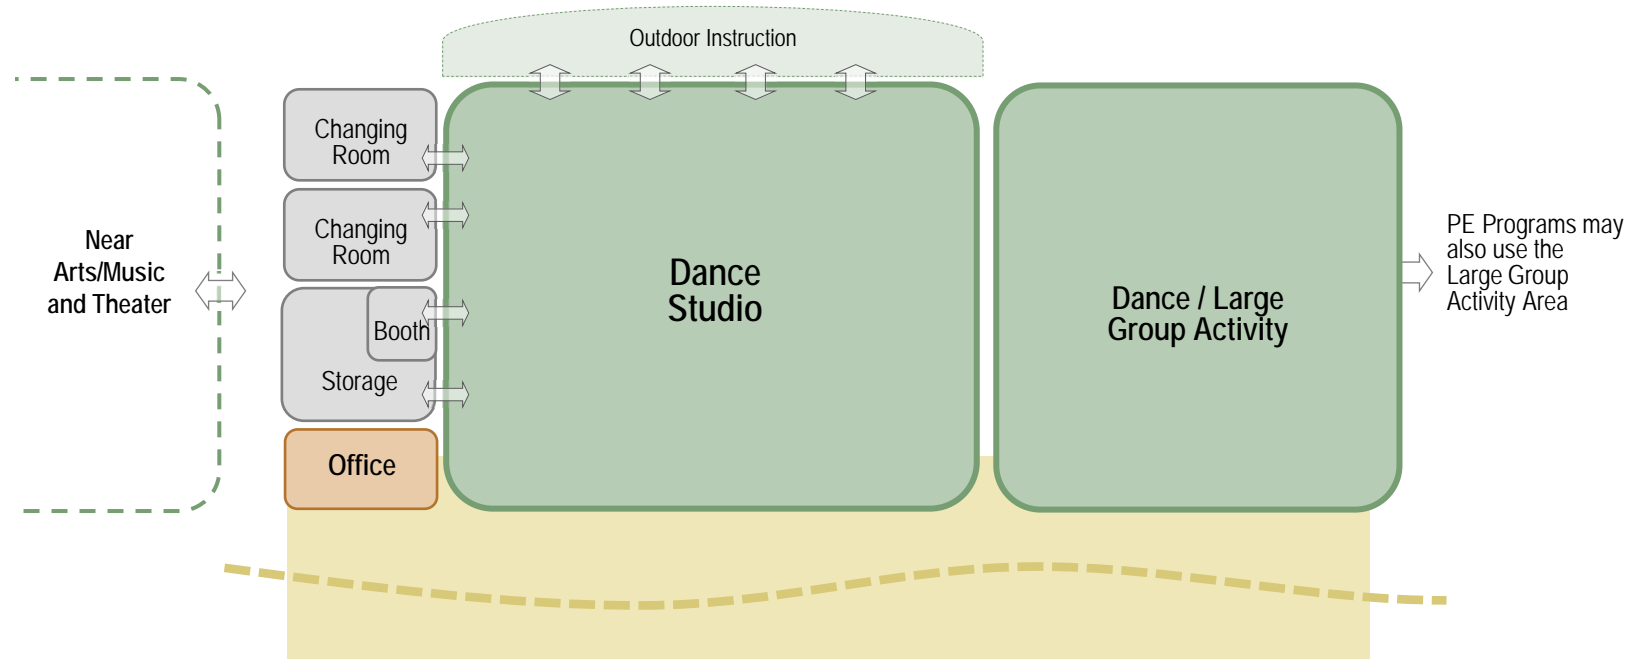 Outdoor Instruction
Changing
Room
Changing
Room
Near
Arts/Music
and Theater
Booth
Storage
Office
Dance
Studio
Dance / Large
Group Activity
PE Programs may
also use the
Large Group
Activity Area